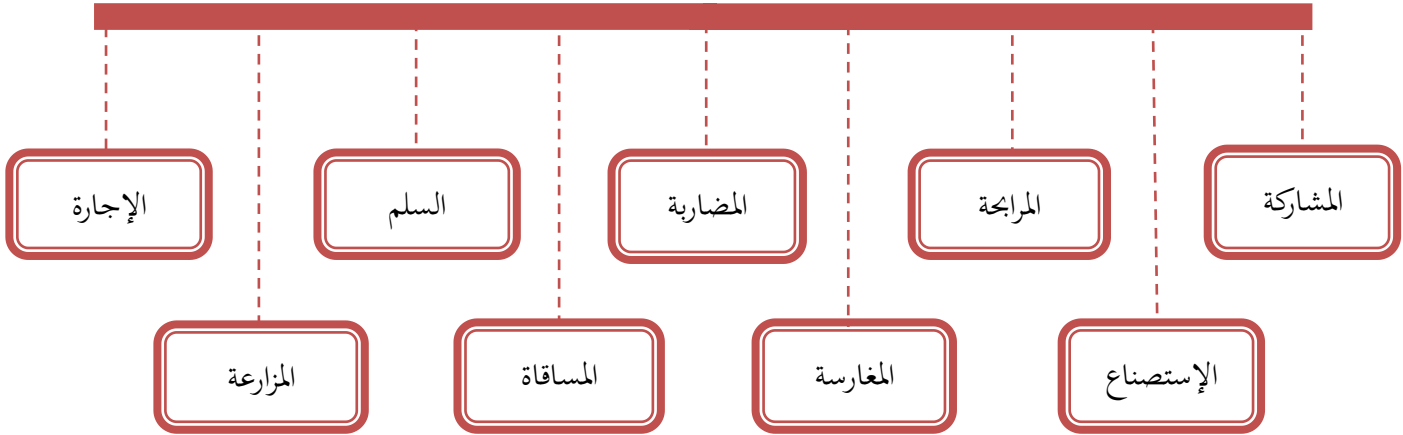 المشاركة
المرابحة
المضاربة
السلم
الإجارة
الإستصناع
المغارسة
المساقاة
المزارعة